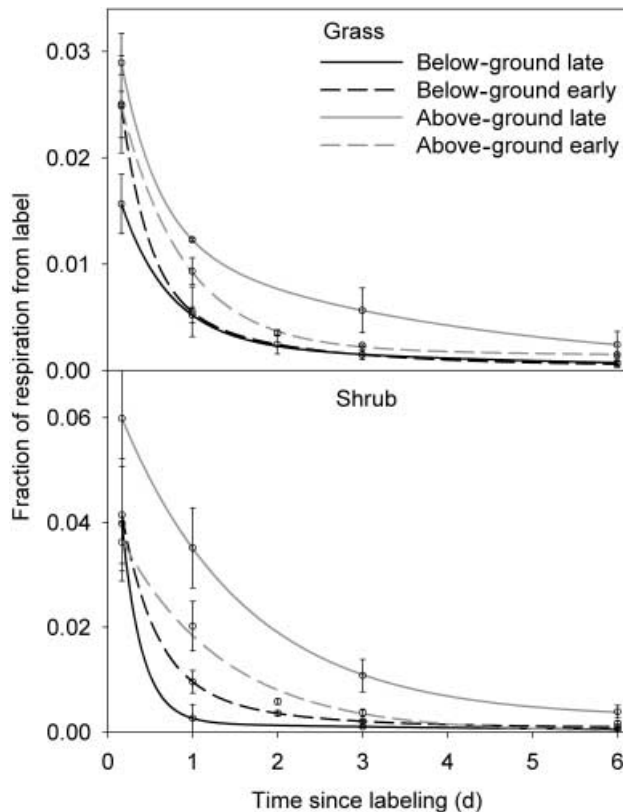 Fraction of respiration from label
Grass
Below-ground late
Below-ground early
Above-ground late
Above-ground early
0.03
0.02
0.01
0.00
Shrub
0.06
0.04
0.02
0.00
0 1 2 3 4 5 6
Time since labeling (d)